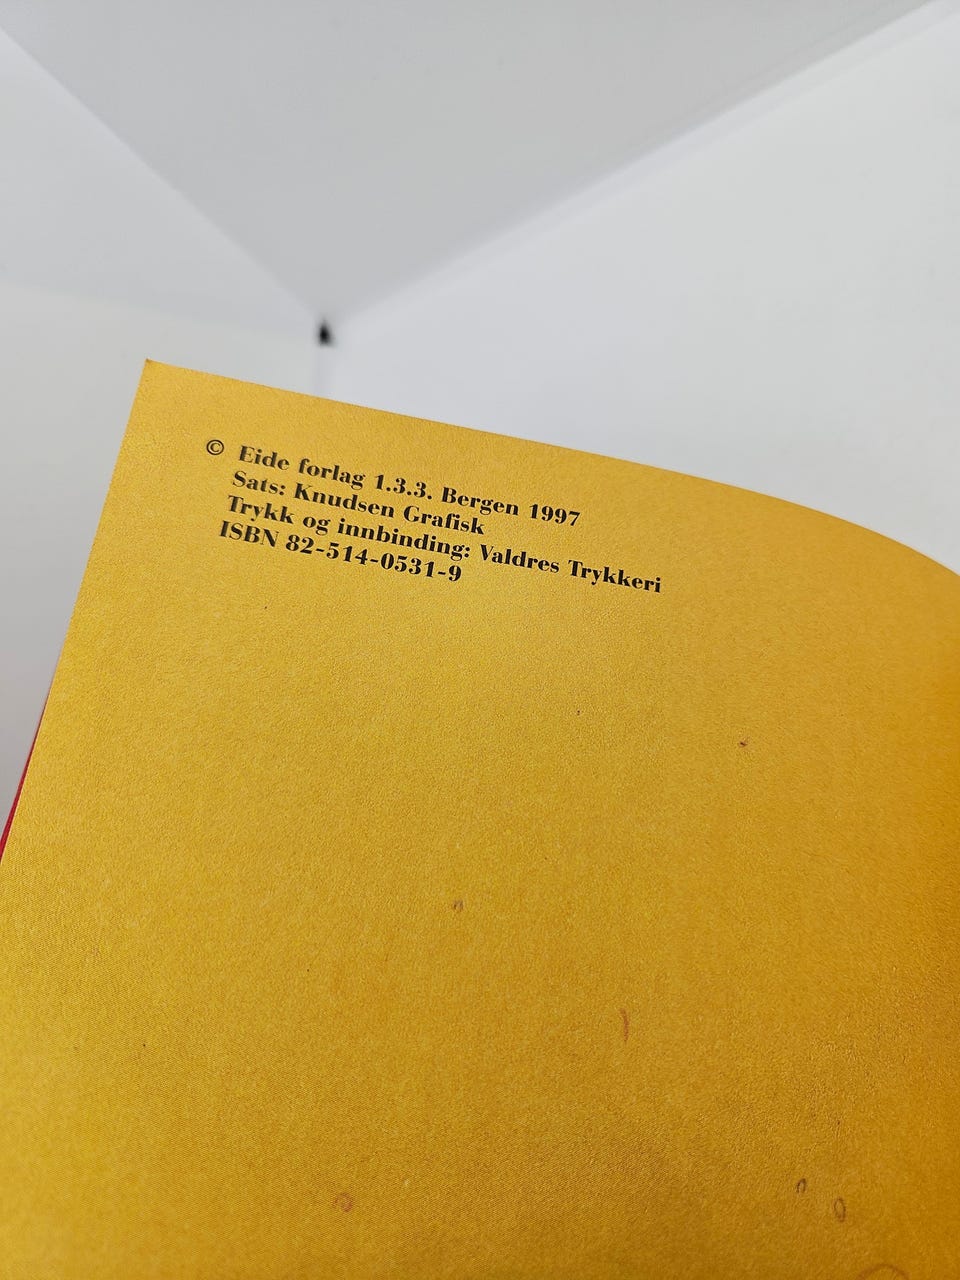 © Eide forlag 1.3.3. Bergen 1997
Sats: Knudsen Grafisk
Trykk og innbinding: Valdres Trykkeri
ISBN 82-514-0531-9